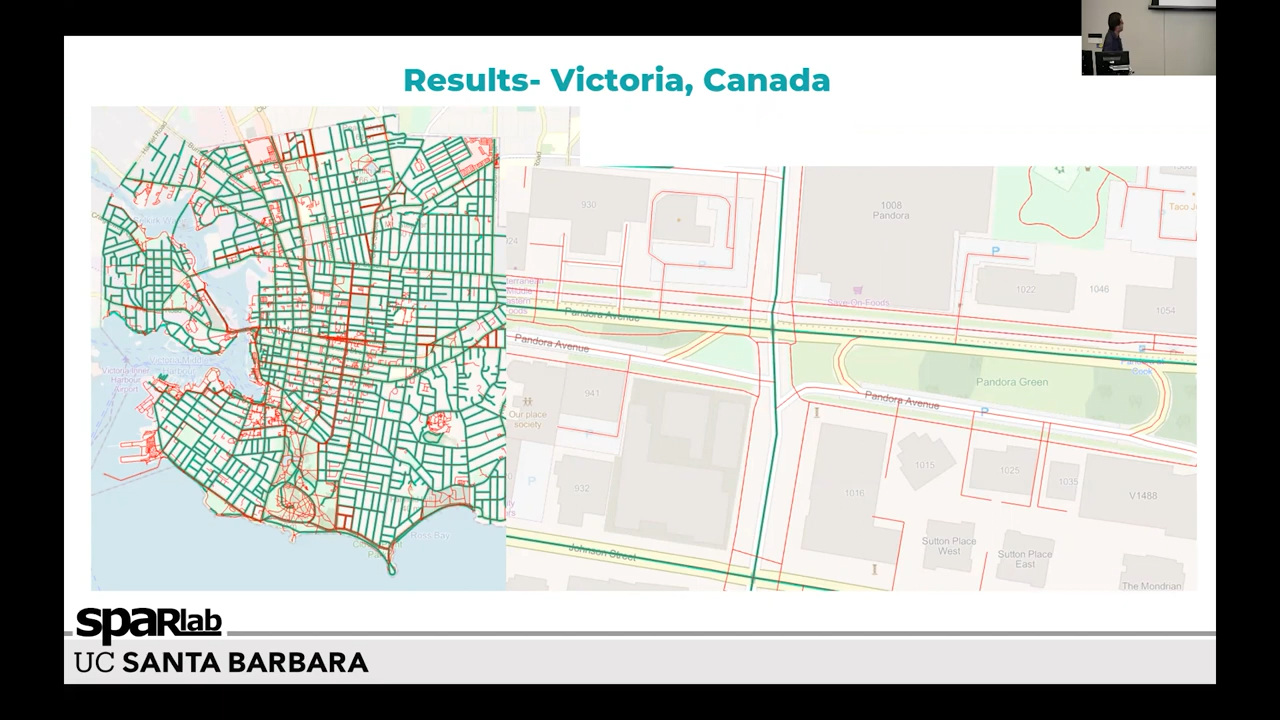 Results- Victoria, Canada
930
1008
Pandora
P
Taco J
P
1022
1046
1054
Save-On-Foods
Pandora Avenue
Pandora Avenue
Pandora Green
Pandora Avenue
P
941
Our place
society
P
1015
1025
1035
V1488
1016
932
P
Sutton Place
West
Sutton Place
East
Johnson Street
The Mondrian
Ross Bay
sparlab
UC SANTA BARBARA